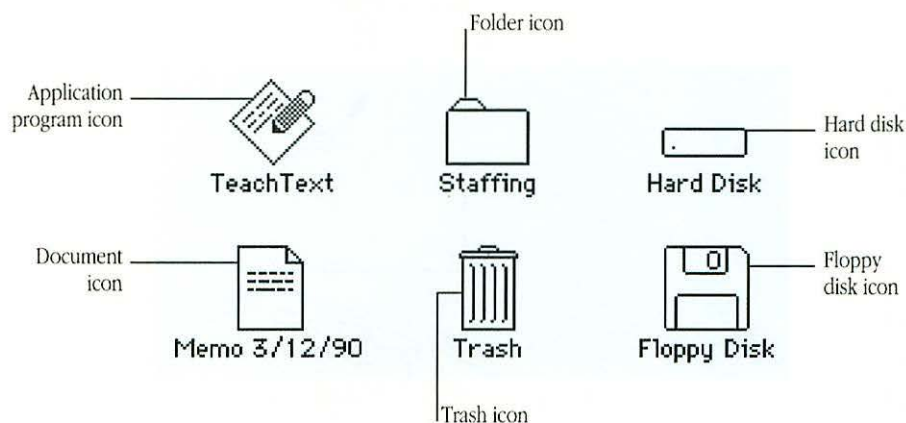 Folder icon
Application
program icon
Hard disk
icon
TeachText
Staffing
Hard Disk
Document
icon
Floppy
disk icon
Memo 3/12/90
Trash
Floppy Disk
Trash icon